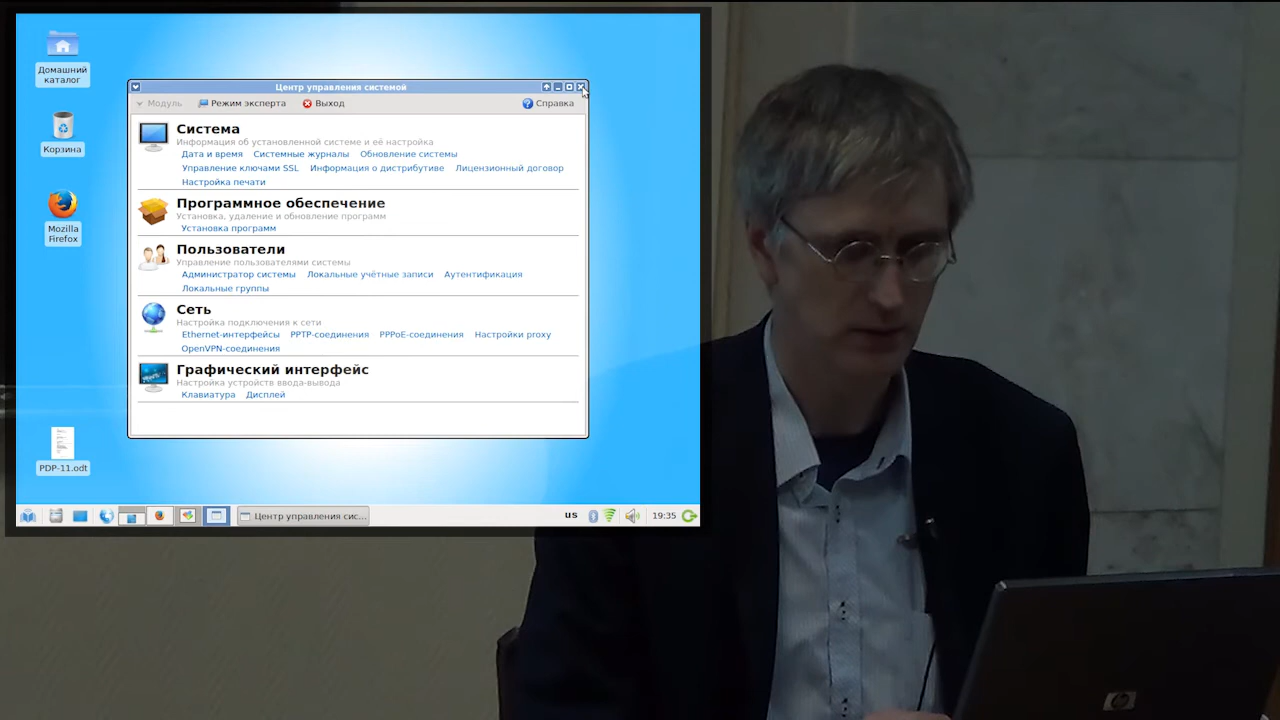 Домашний
каталог
Корзина
Mozilla
Firefox
PDP-11.odt
Центр управления системой
Модуль Режим эксперта Выход Справка
Система
Информация об установленной системе и её настройка
Дата и время Системные журналы Обновление системы
Управление ключами SSL Информация о дистрибутиве Лицензионный договор
Настройка печати
Программное обеспечение
Установка, удаление и обновление программ
Установка программ
Пользователи
Управление пользователями системы
Администратор системы Локальные учётные записи Аутентификация
Локальные группы
Сеть
Настройка подключения к сети
Ethernet-интерфейсы PPTP-соединения PPPoE-соединения Настройки proxy
OpenVPN-соединения
Графический интерфейс
Настройка устройств ввода-вывода
Клавиатура Дисплей
Центр управления сис... us 19:35
hp